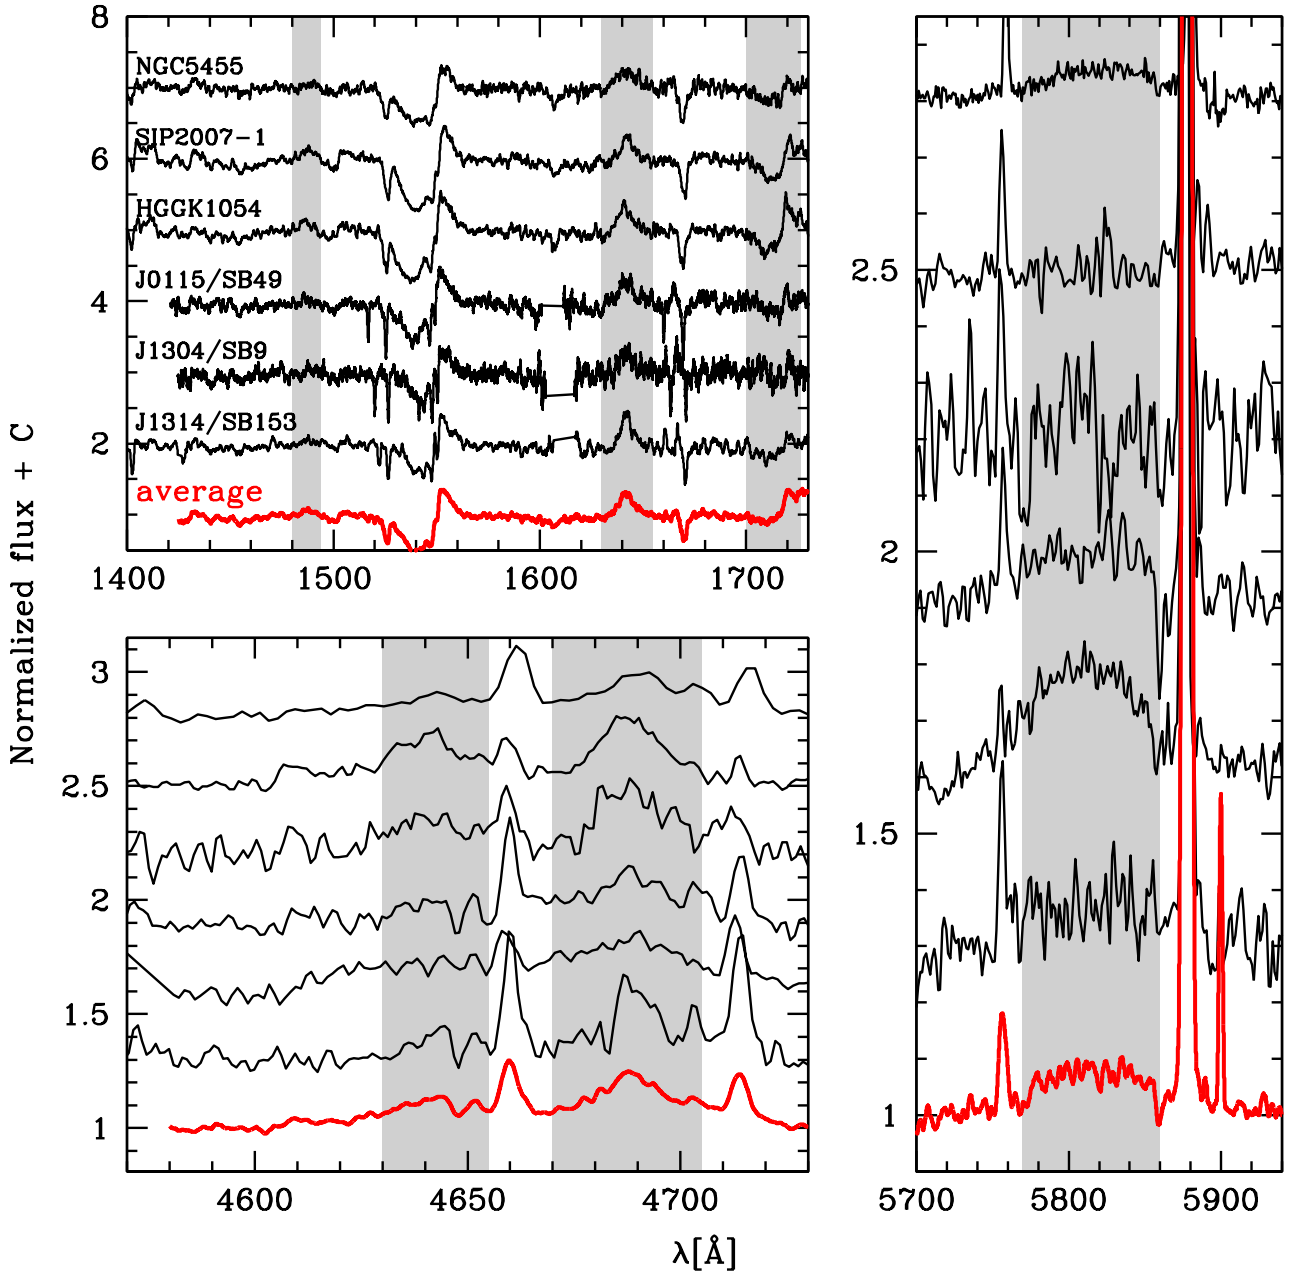 8
6
4
2
NGC5455
SJP2007-1
HGGK1054
J0115/SB49
J1304/SB9
J1314/SB153
average
1400 1500 1600 1700
3
2.5
2
1.5
1
4600 4650 4700
2.5
2
1.5
1
5700 5800 5900
Normalized flux + C
λ[Å]